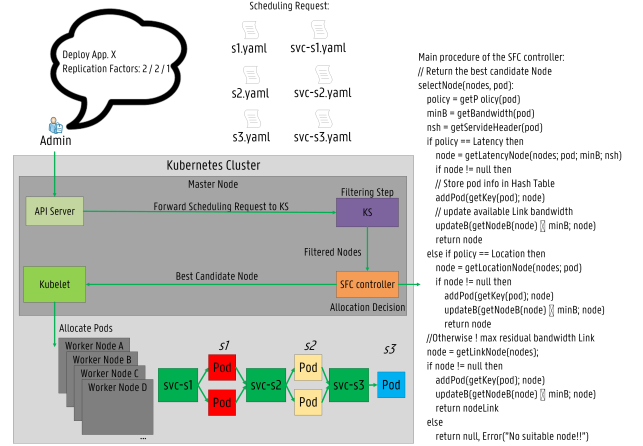 Scheduling Request:
Deploy App. X
Replication Factors: 2 / 2 / 1
s1.yaml
svc-s1.yaml
s2.yaml
svc-s2.yaml
s3.yaml
svc-s3.yaml
Admin
Kubernetes Cluster
Master Node
Filtering Step
API Server
Forward Scheduling Request to KS
KS
Filtered Nodes
Kubelet
Best Candidate Node
SFC controller
Allocation Decision
Allocate Pods
Worker Node A
Worker Node B
Worker Node C
Worker Node D
...
s1
s2
s3
svc-s1
Pod
Pod
svc-s2
Pod
Pod
svc-s3
Pod
Main procedure of the SFC controller:
// Return the best candidate Node
selectNode(nodes, pod):
policy = getP olicy(pod)
minB = getBandwidth(pod)
nsh = getServideHeader(pod)
if policy == Latency then
node = getLatencyNode(nodes; pod; minB; nsh)
if node != null then
// Store pod info in Hash Table
addPod(getKey(pod); node)
// update available Link bandwidth
updateB(getNodeB(node) minB; node)
return node
else if policy == Location then
node = getLocationNode(nodes; pod)
if node != null then
addPod(getKey(pod); node)
updateB(getNodeB(node) minB; node)
return node
//Otherwise ! max residual bandwidth Link
node = getLinkNode(nodes);
if node != null then
addPod(getKey(pod); node)
updateB(getNodeB(node) minB; node)
return nodeLink
else
return null, Error("No suitable node!!")